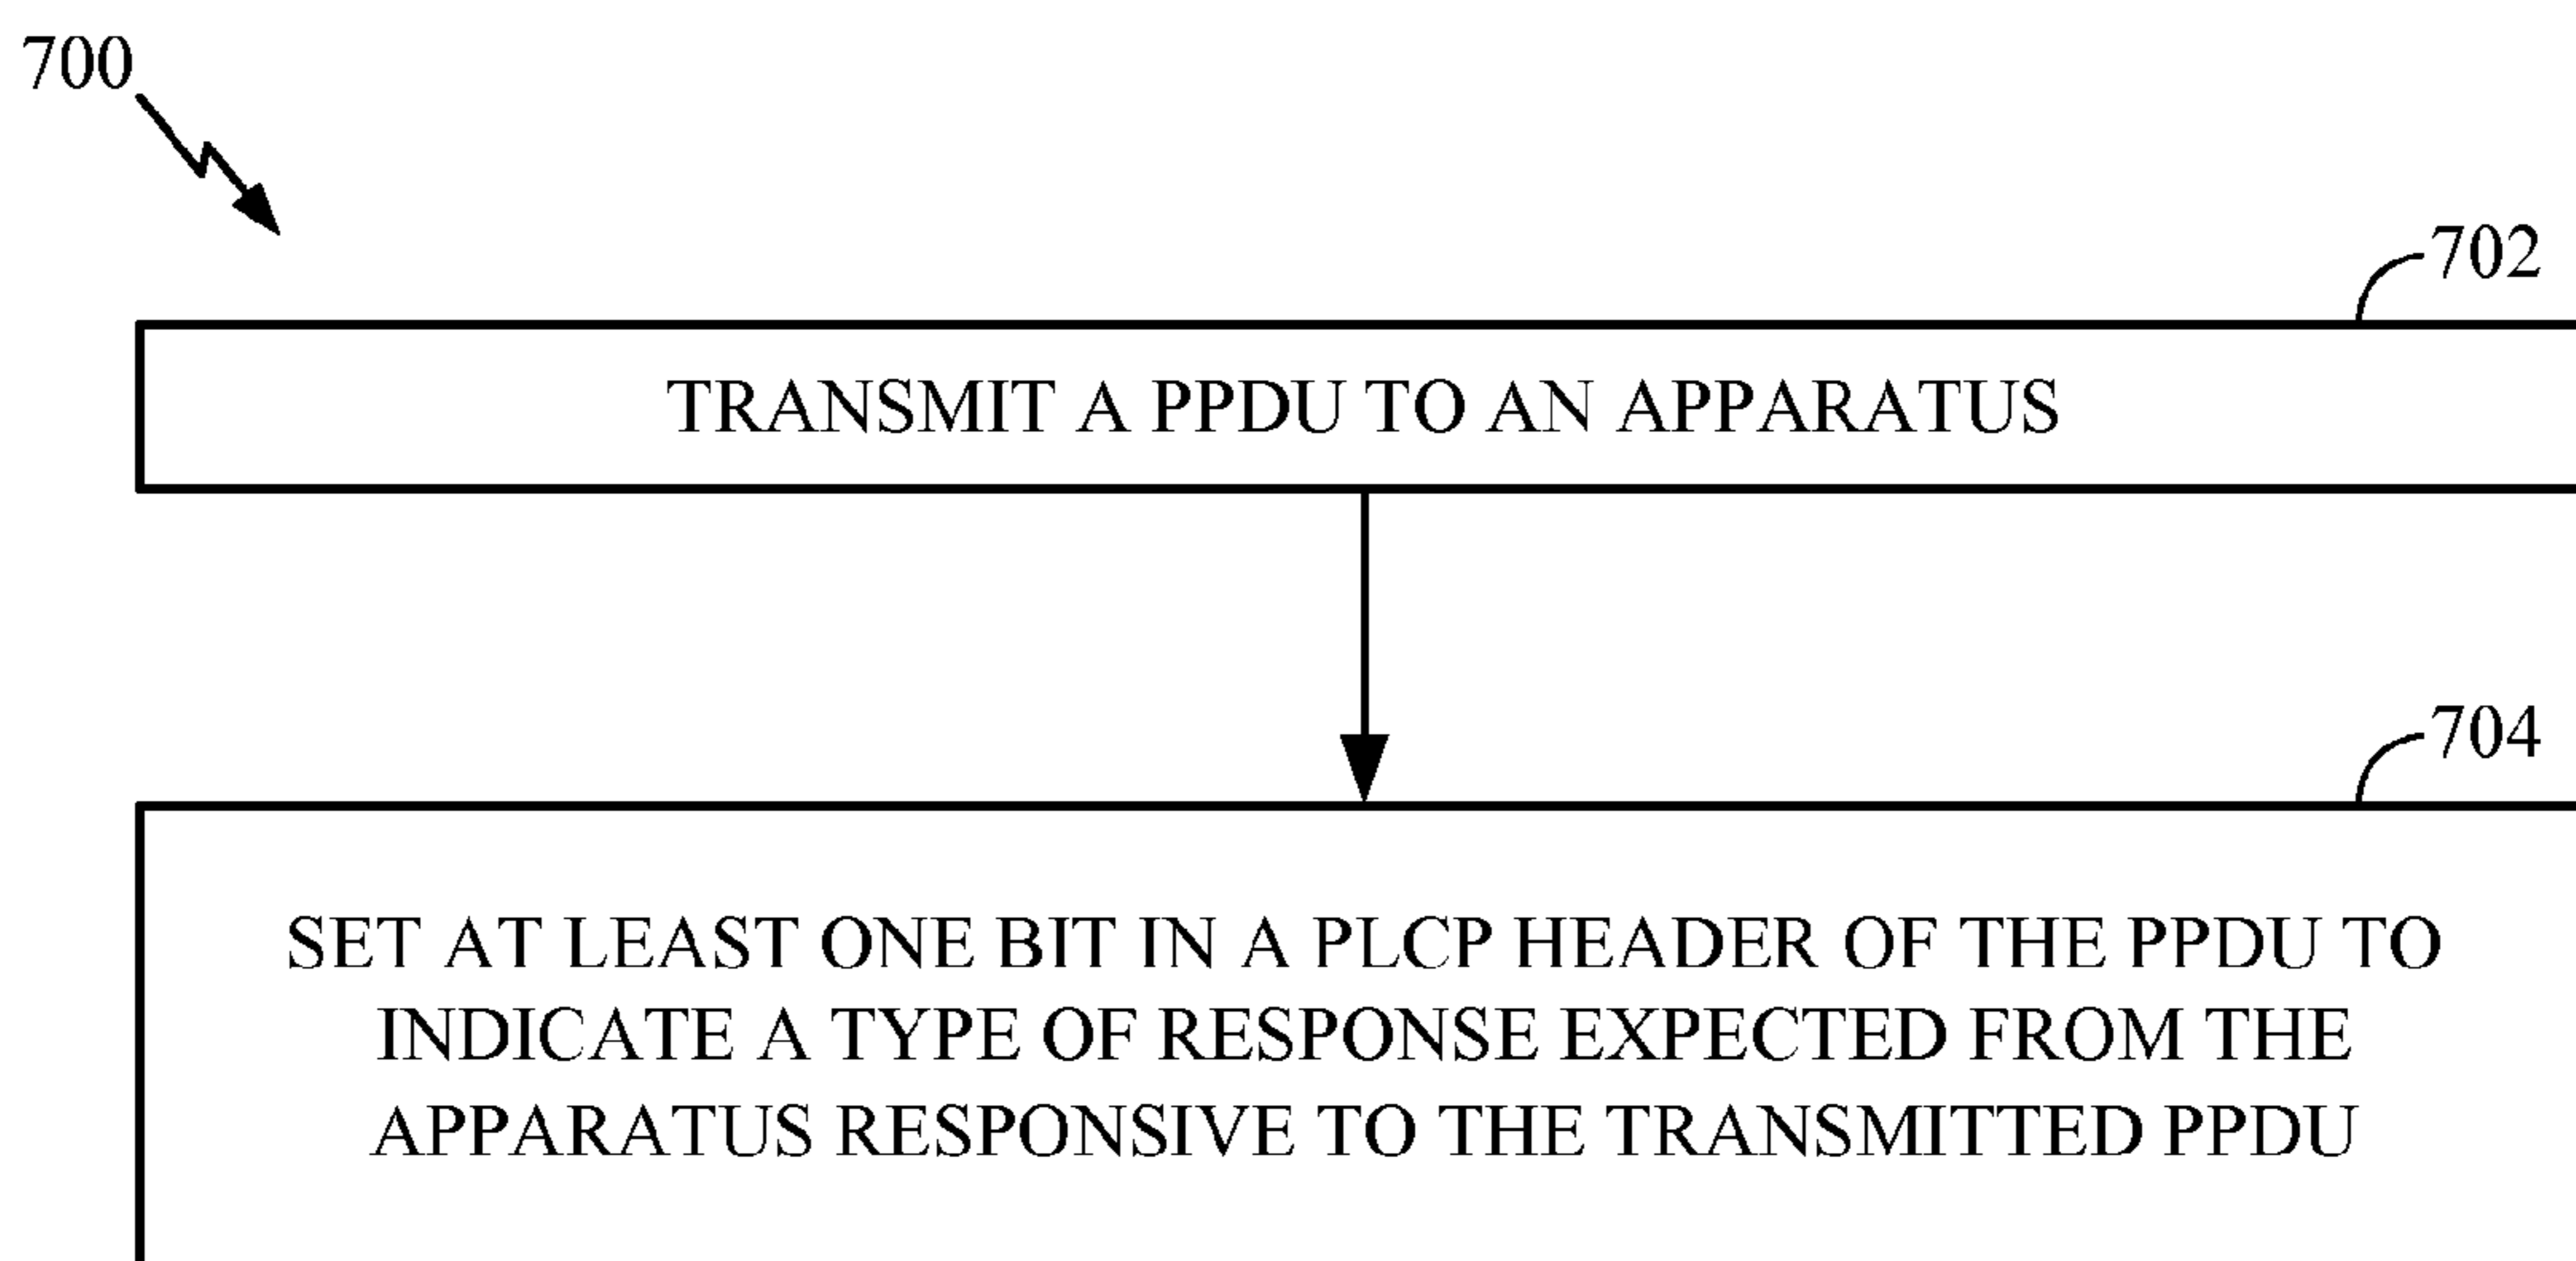 700
702
TRANSMIT A PPDU TO AN APPARATUS
704
SET AT LEAST ONE BIT IN A PLCP HEADER OF THE PPDU TO
INDICATE A TYPE OF RESPONSE EXPECTED FROM THE
APPARATUS RESPONSIVE TO THE TRANSMITTED PPDU